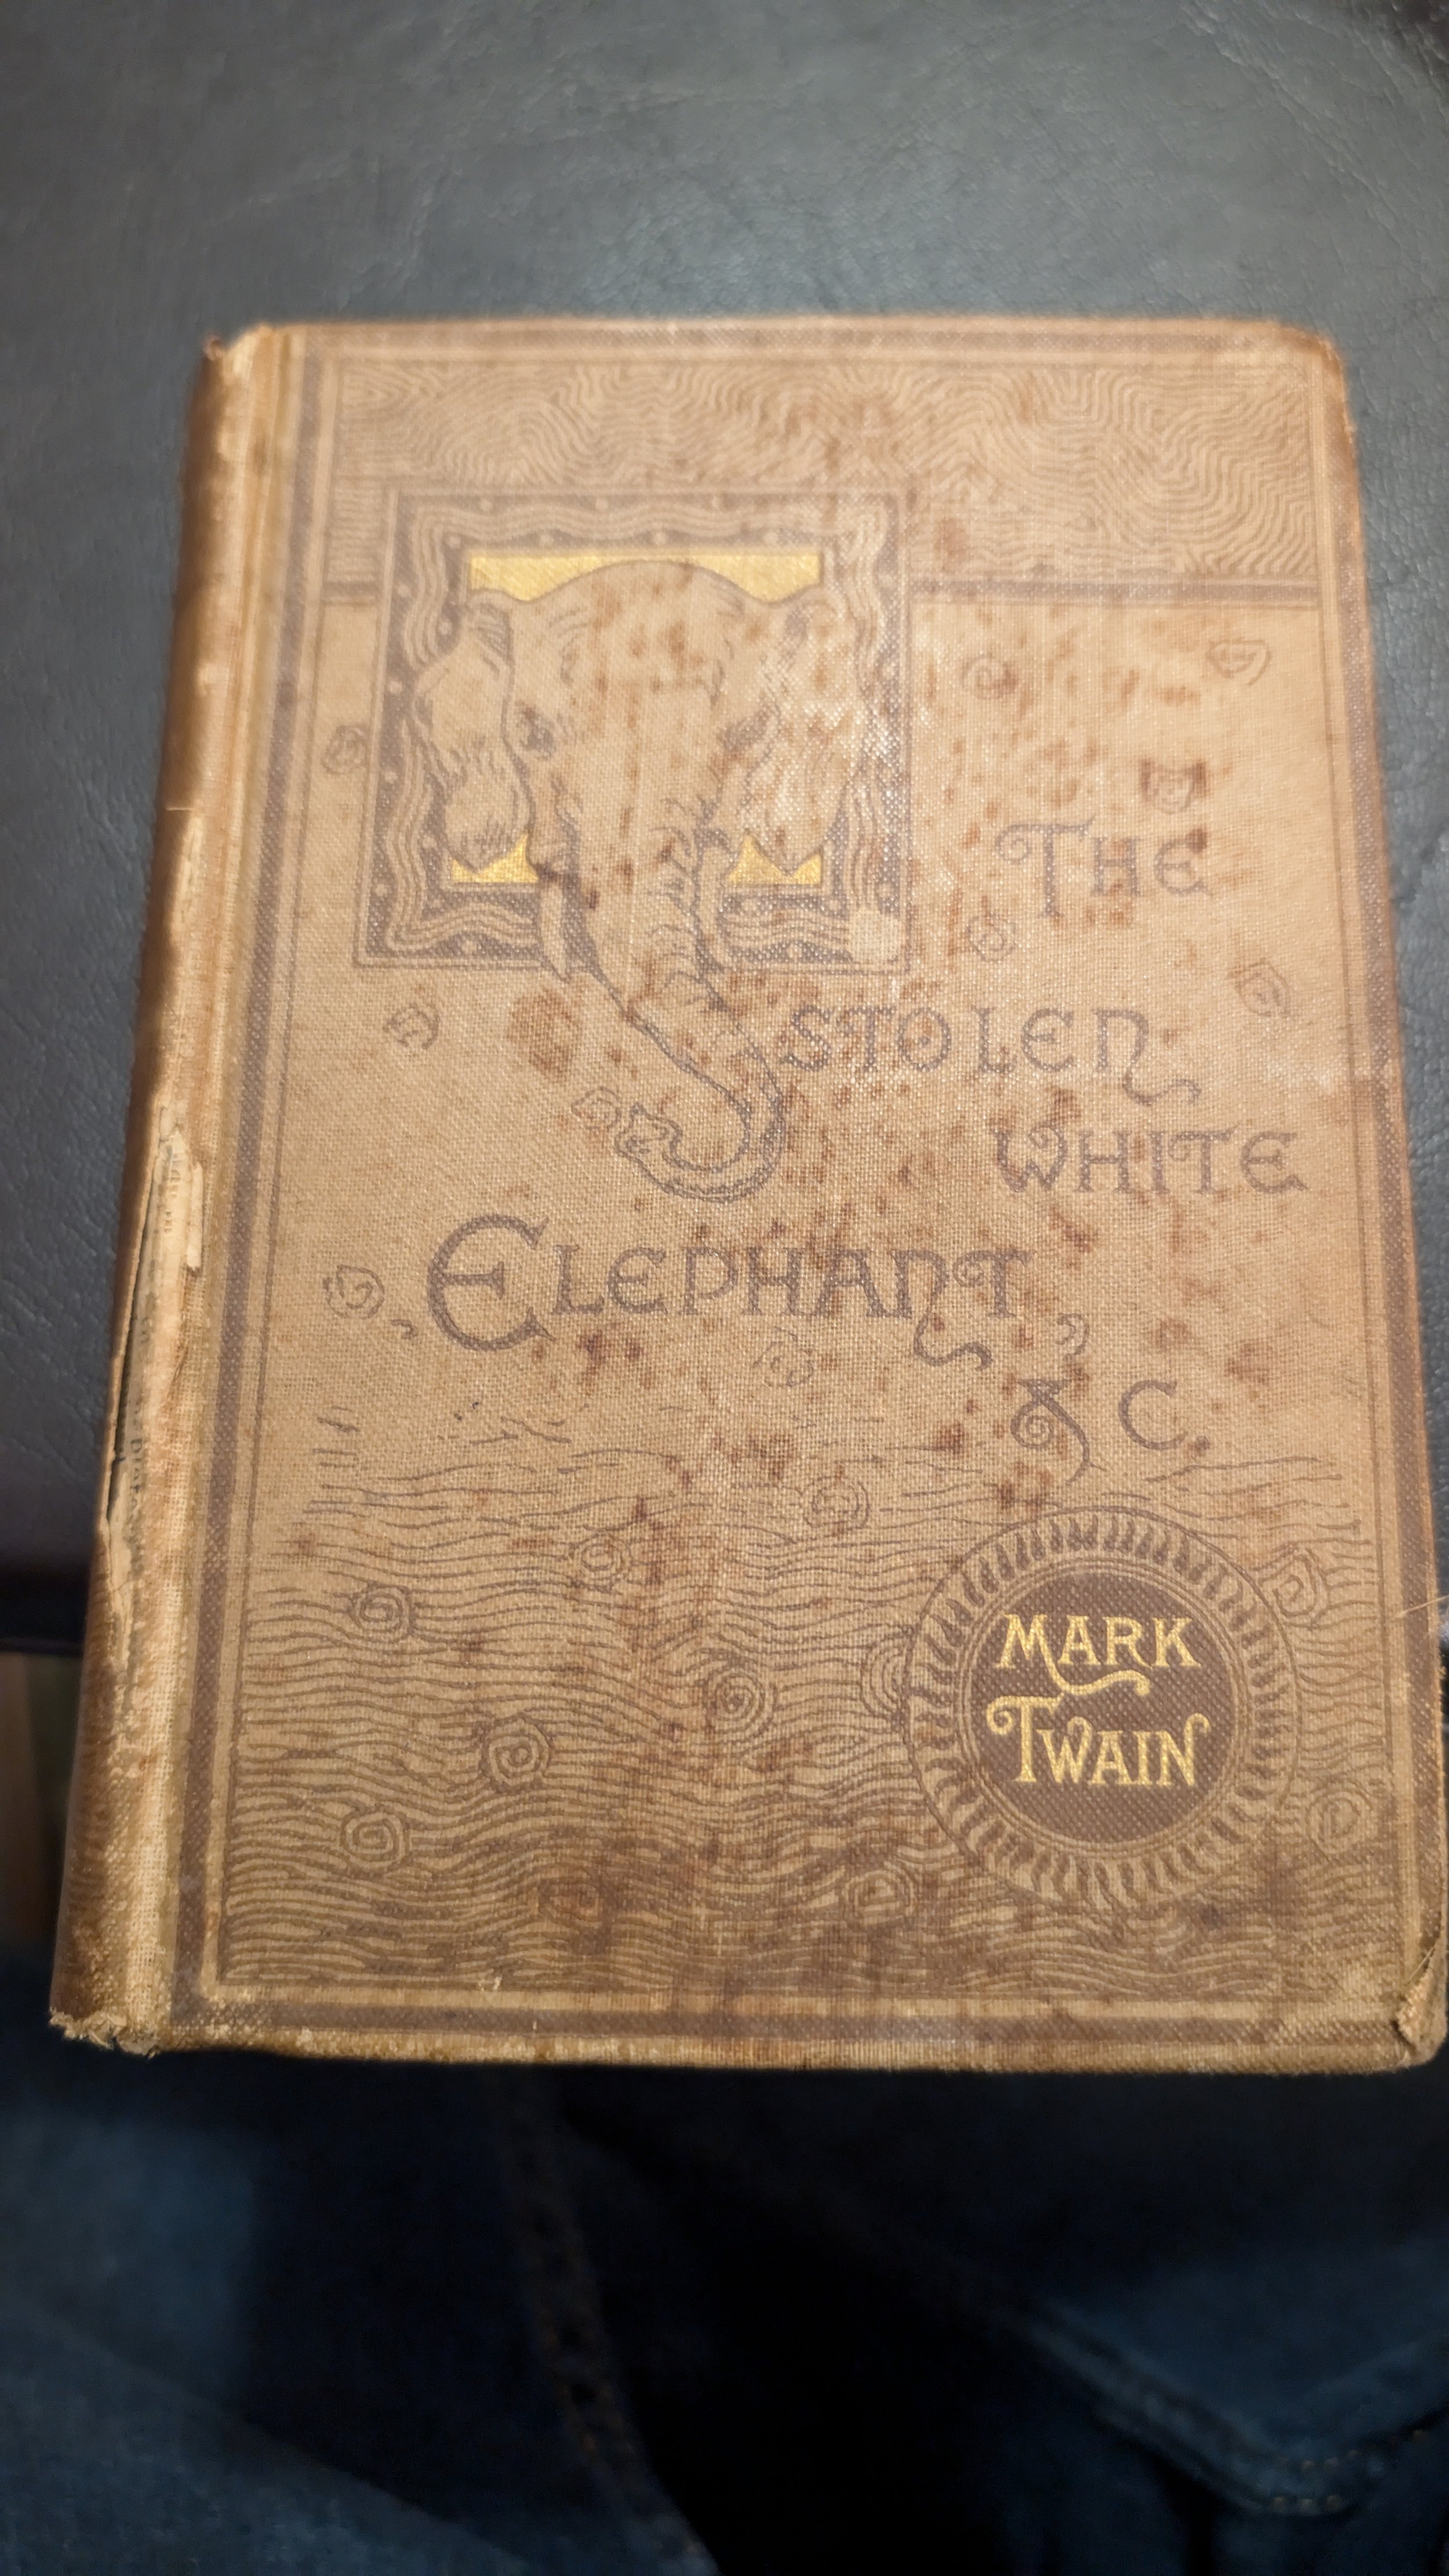 THE
STOLEN
WHITE
ELEPHANT,
&C.
MARK
TWAIN